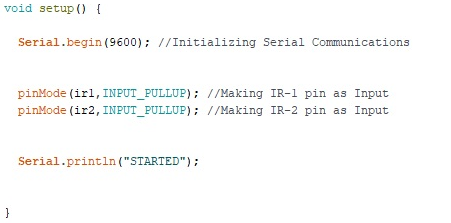 void setup() {
Serial.begin(9600); //Initializing Serial Communications
pinMode(ir1,INPUT_PULLUP); //Making IR-1 pin as Input
pinMode(ir2,INPUT_PULLUP); //Making IR-2 pin as Input
Serial.println("STARTED");
}